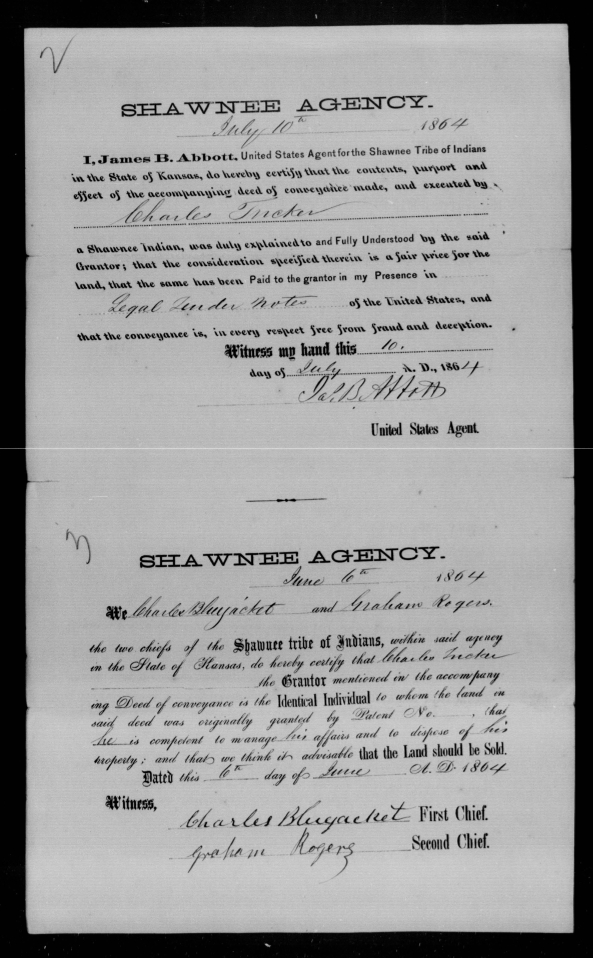 2
SHAWNEE AGENCY.
July 10th 1864
I, James B. Abbott, United States Agent for the Shawnee Tribe of Indians
in the State of Kansas, do hereby certify that the contents, purport and
effect of the accompanying deed of conveyance made, and executed by
Charles Tucker
a Shawnee Indian, was duly explained to and Fully Understood by the said
Grantor; that the consideration specified therein is a fair price for the
land, that the same has been Paid to the grantor in my Presence in
Legal Tender Notes of the United States, and
that the conveyance is, in every respect free from fraud and deception.
Witness my hand this 10.
day of July A. D., 1864
Jas. B. Abbott
United States Agent.
3
SHAWNEE AGENCY.
June 6th 1864
We Charles Bluejacket and Graham Rogers.
the two chiefs of the Shawnee tribe of Indians, within said agency
in the State of Kansas, do hereby certify that Charles Tucker
the Grantor mentioned in the accompany
ing Deed of conveyance is the Identical Individual to whom the land in
said deed was originally granted by Patent No. , that
he is competent to manage his affairs and to dispose of his
property; and that we think it advisable that the Land should be Sold.
Dated this 6th day of June A. D. 1864
Witness,
Charles Bluejacket First Chief.
Graham Rogers Second Chief.